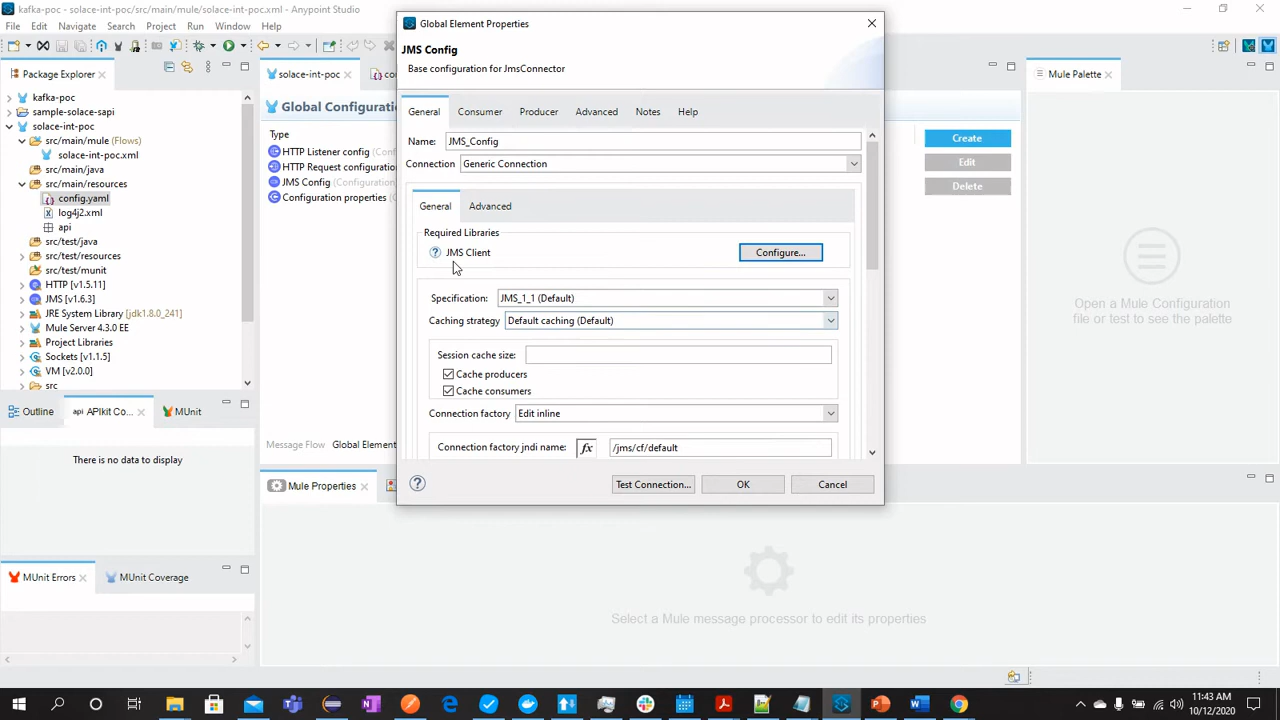 kafka-poc - solace-int-poc/src/main/mule/solace-int-poc.xml - Anypoint Studio
File Edit Navigate Search Project Run Window Help
Package Explorer
kafka-poc
sample-solace-sapi
solace-int-poc
src/main/mule (Flows)
solace-int-poc.xml
src/main/java
src/main/resources
config.yaml
log4j2.xml
api
src/test/java
src/test/resources
src/test/munit
HTTP [v1.5.11]
JMS [v1.6.3]
JRE System Library [jdk1.8.0_241]
Mule Server 4.3.0 EE
Project Libraries
Sockets [v1.1.5]
VM [v2.0.0]
src
Outline
APIkit Co...
MUnit
There is no data to display
MUnit Errors
MUnit Coverage
solace-int-poc
Global Configurati
Type
HTTP Listener config (Conf
HTTP Request configuration
JMS Config (Configuration
Configuration properties (
Create
Edit
Delete
Message Flow
Global Element
Mule Properties
Select a Mule message processor to edit its properties
Mule Palette
Open a Mule Configuration
file or test to see the palette
Global Element Properties
JMS Config
Base configuration for JmsConnector
General Consumer Producer Advanced Notes Help
Name: JMS_Config
Connection Generic Connection
General Advanced
Required Libraries
JMS Client
Configure...
Specification: JMS_1_1 (Default)
Caching strategy Default caching (Default)
Session cache size:
Cache producers
Cache consumers
Connection factory Edit inline
Connection factory jndi name: fx /jms/cf/default
Test Connection... OK Cancel
11:43 AM
10/12/2020